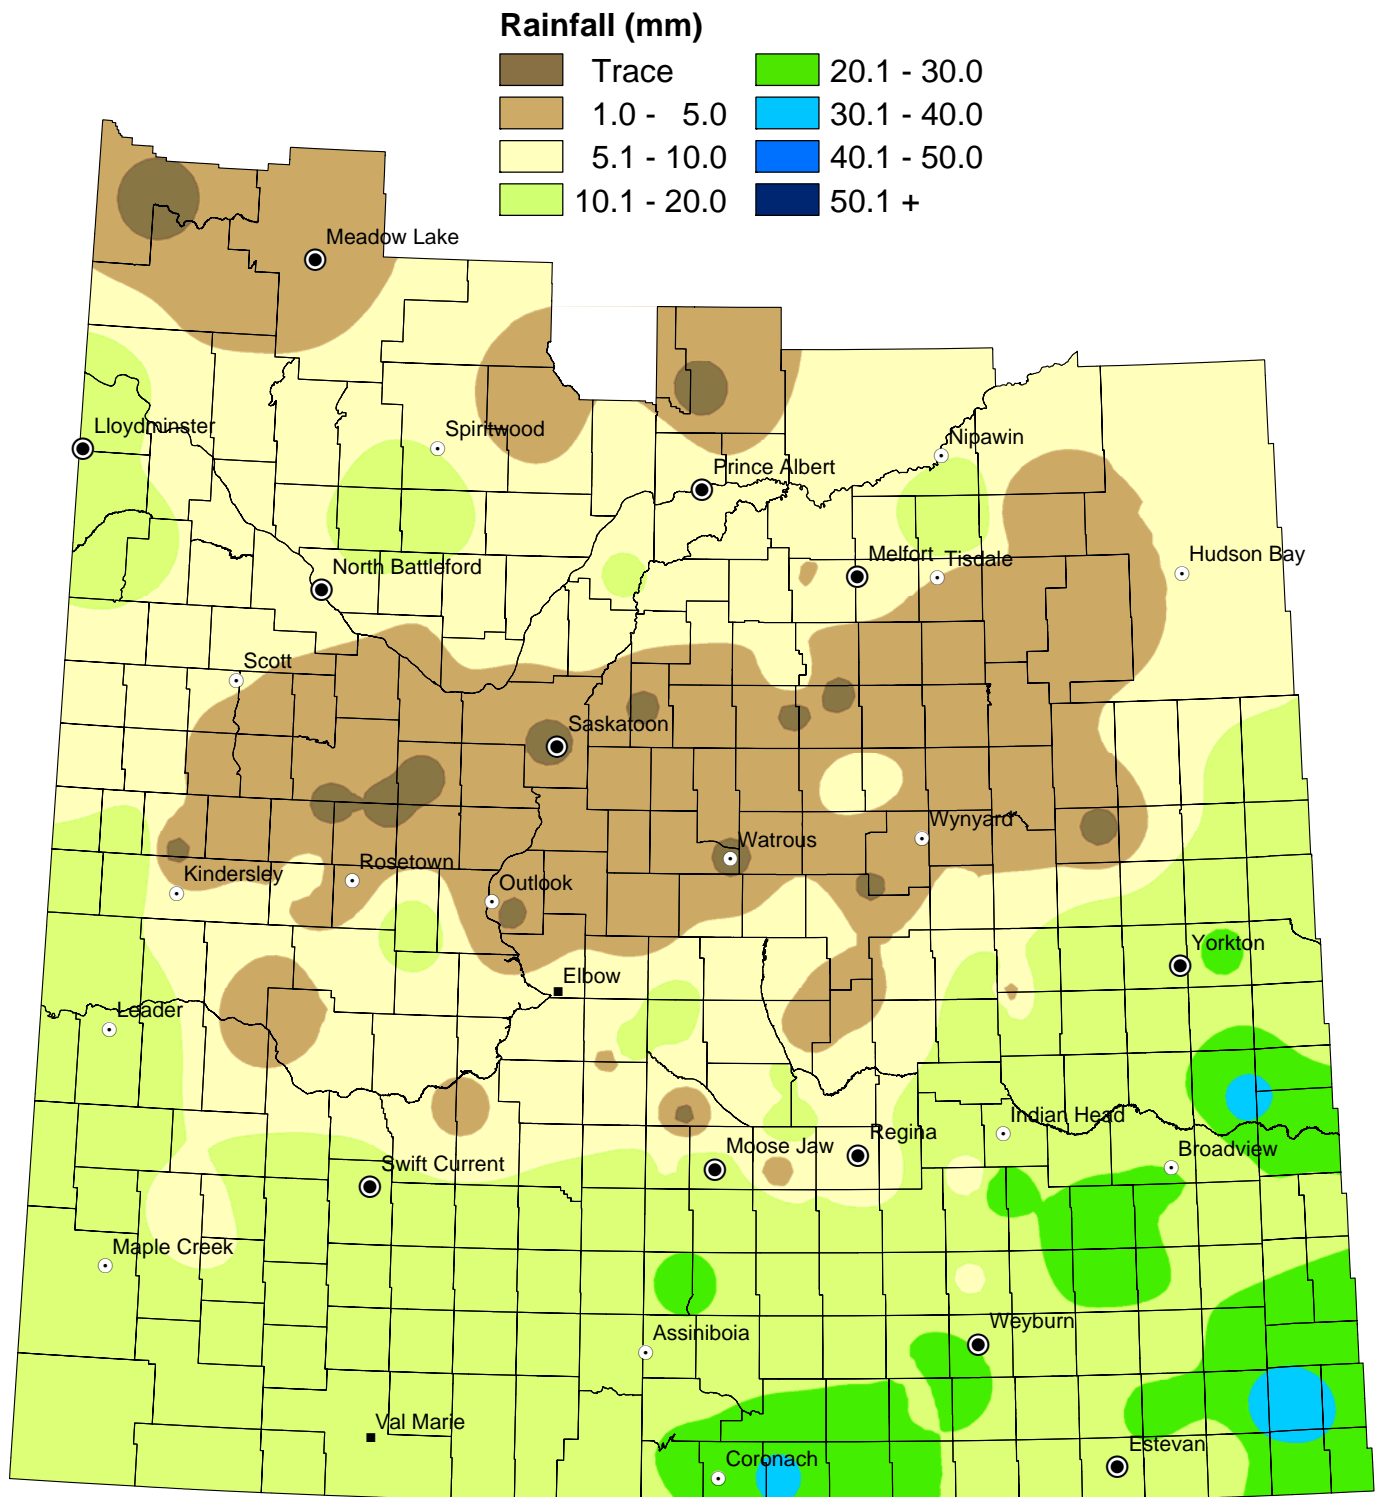 Rainfall (mm)
Trace
20.1 - 30.0
1.0 - 5.0
30.1 - 40.0
5.1 - 10.0
40.1 - 50.0
10.1 - 20.0
50.1 +
Meadow Lake
Lloydminster
Spiritwood
Nipawin
Prince Albert
North Battleford
Melfort
Tisdale
Hudson Bay
Scott
Saskatoon
Wynyard
Watrous
Rosetown
Kindersley
Outlook
Yorkton
Elbow
Leader
Indian Head
Regina
Moose Jaw
Broadview
Swift Current
Maple Creek
Weyburn
Assiniboia
Val Marie
Estevan
Coronach